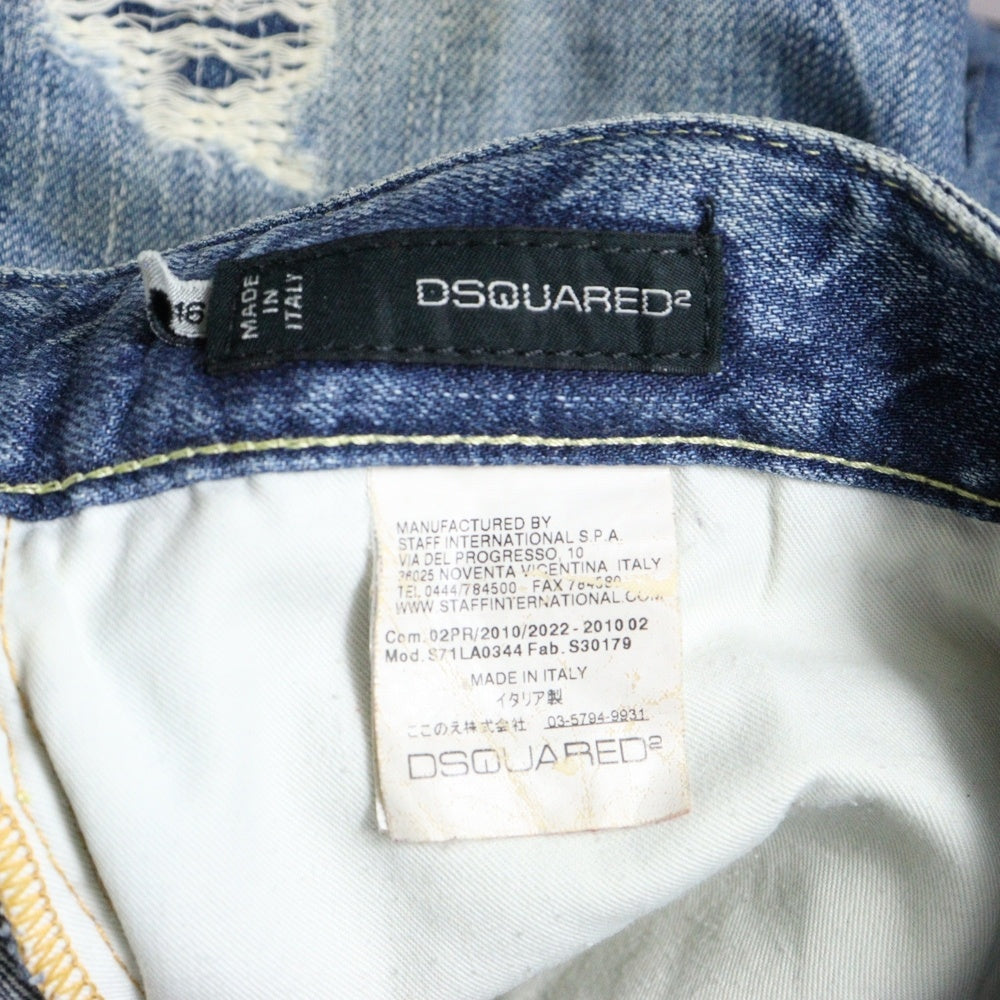 46
MADE
IN
ITALY
DSQUARED2
MANUFACTURED BY
STAFF INTERNATIONAL S.P.A.
VIA DEL PROGRESSO, 10
36025 NOVENTA VICENTINA ITALY
TEL 0444/784500 - FAX 784580
WWW.STAFFINTERNATIONAL.COM
Com. 02PR/2010/2022 - 2010 02
Mod. S71LA0344 Fab. S30179
MADE IN ITALY
イタリア製
ここのえ株式会社 03-5794-9931
DSQUARED2